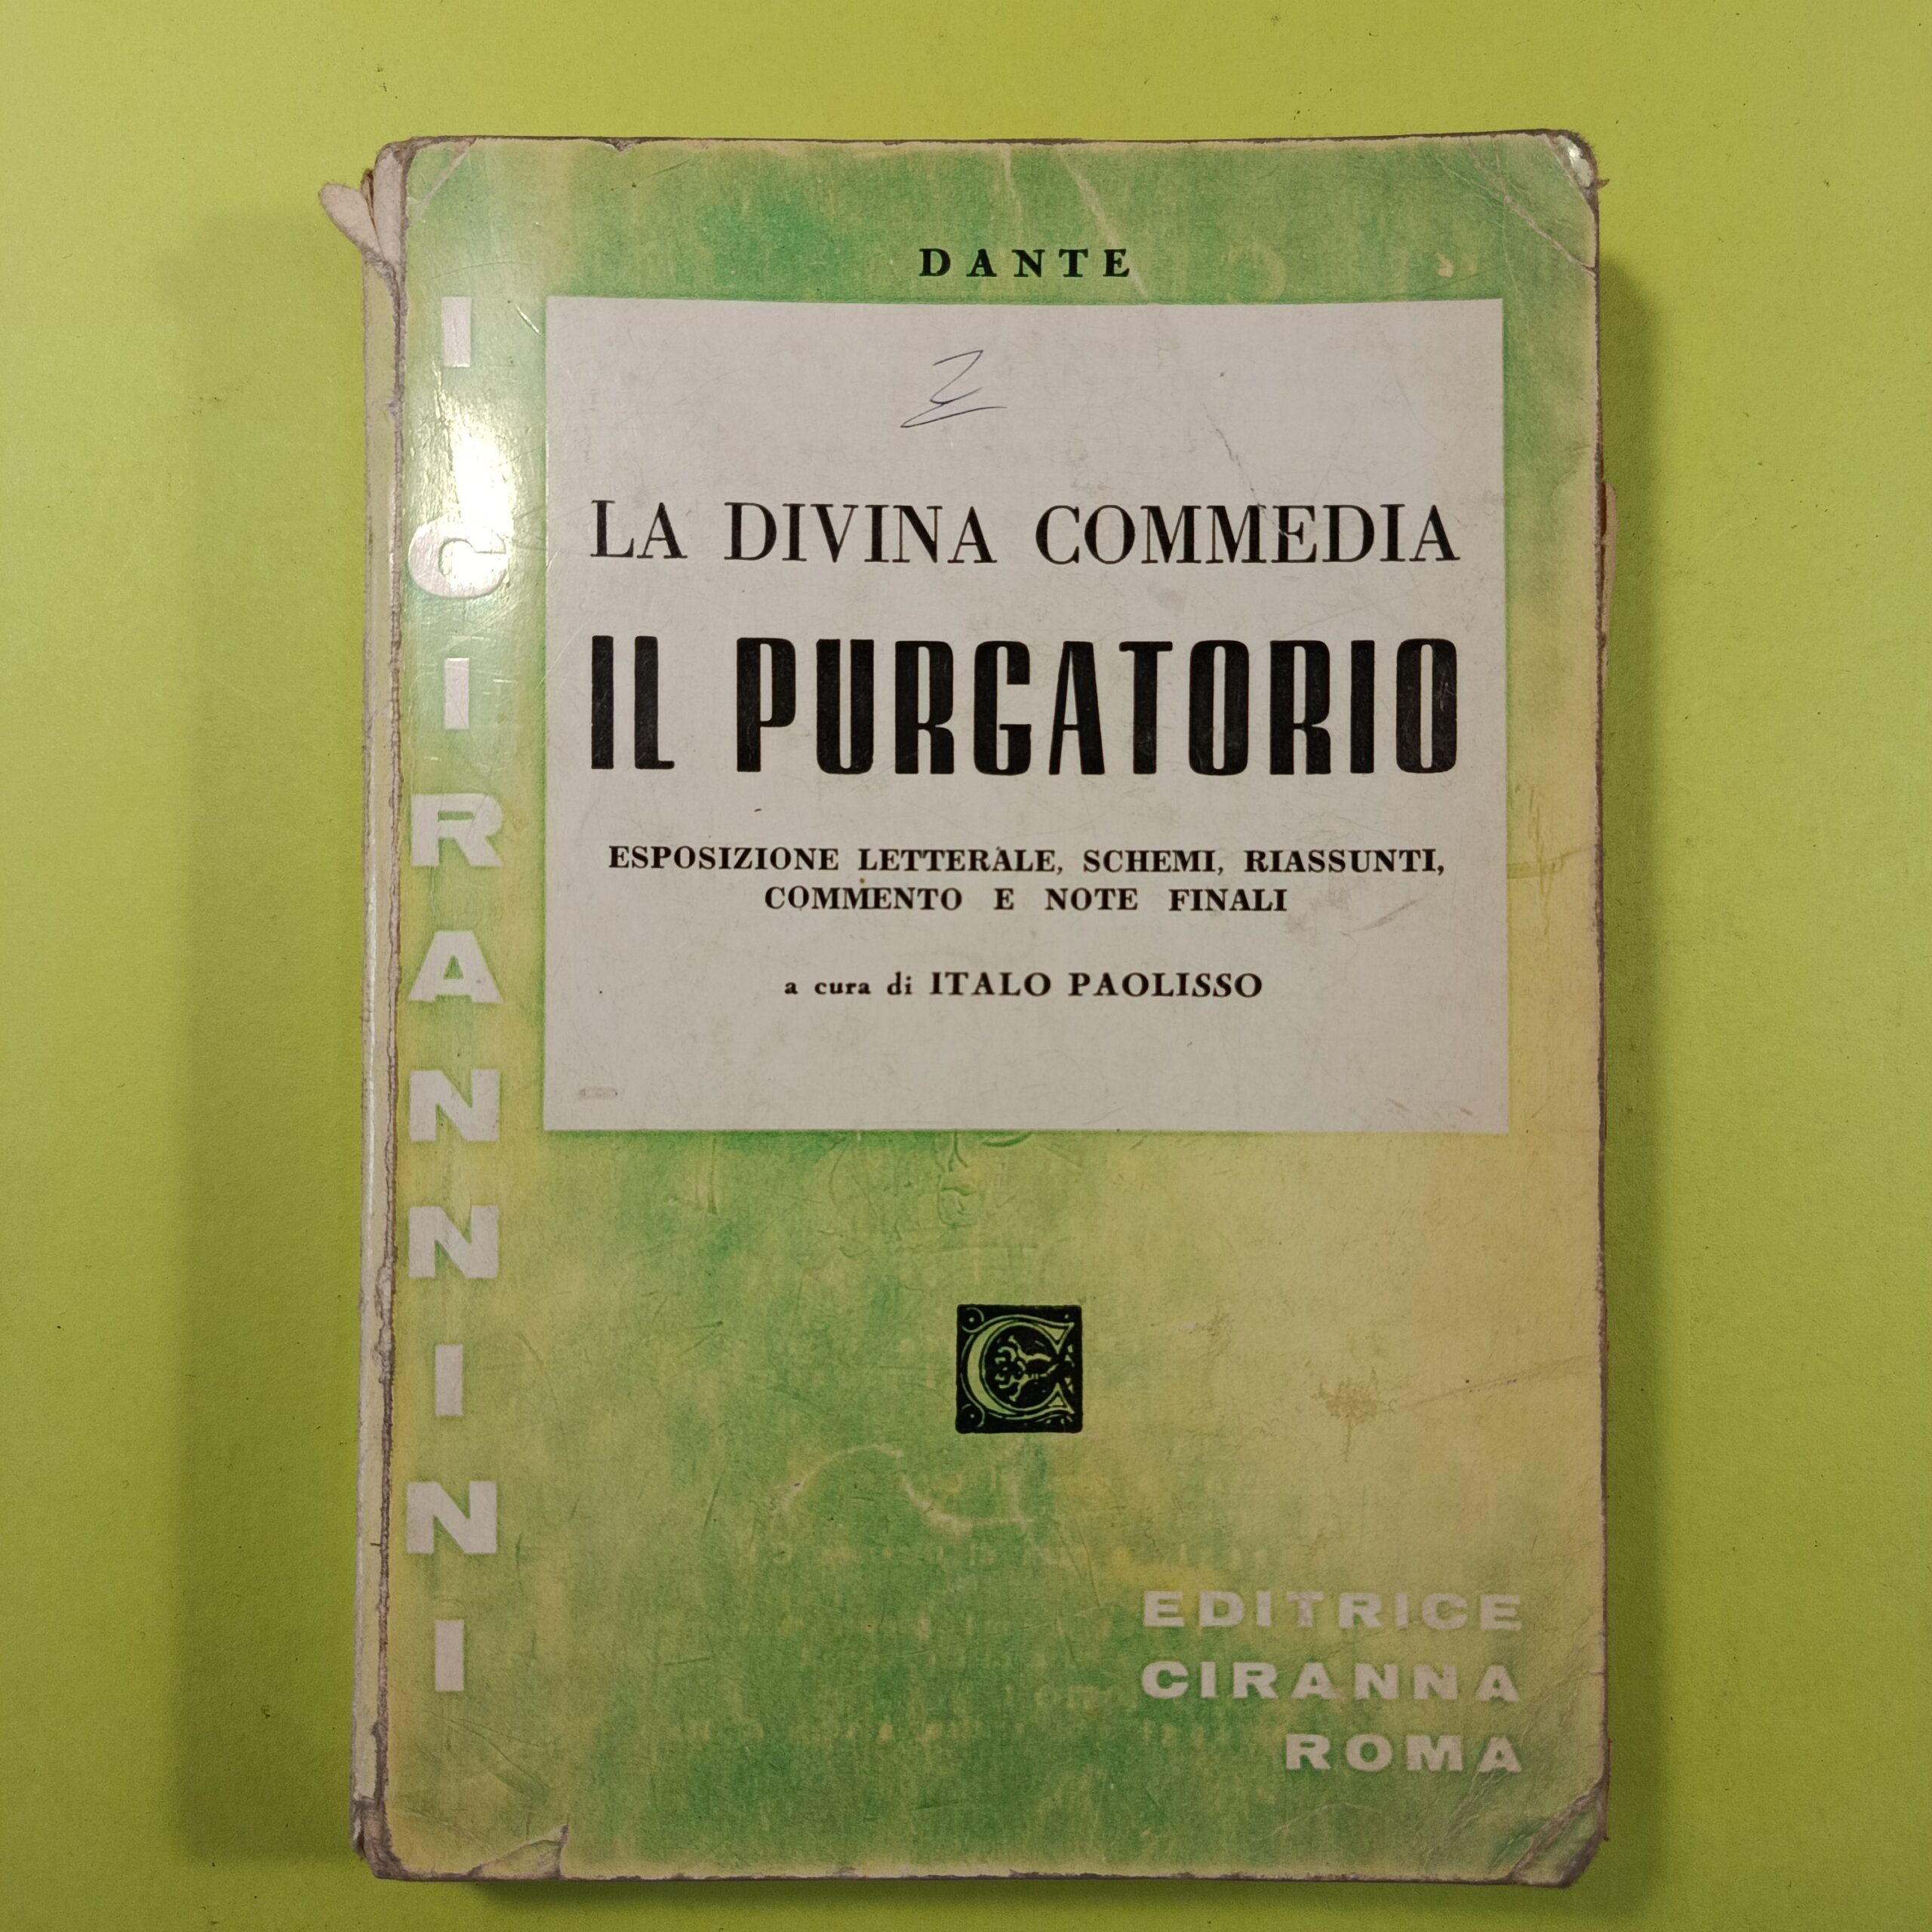 DANTE
LA DIVINA COMMEDIA
IL PURGATORIO
ESPOSIZIONE LETTERALE, SCHEMI, RIASSUNTI,
COMMENTO E NOTE FINALI
a cura di ITALO PAOLISSO
I CIRANNINI
C
EDITRICE
CIRANNA
ROMA